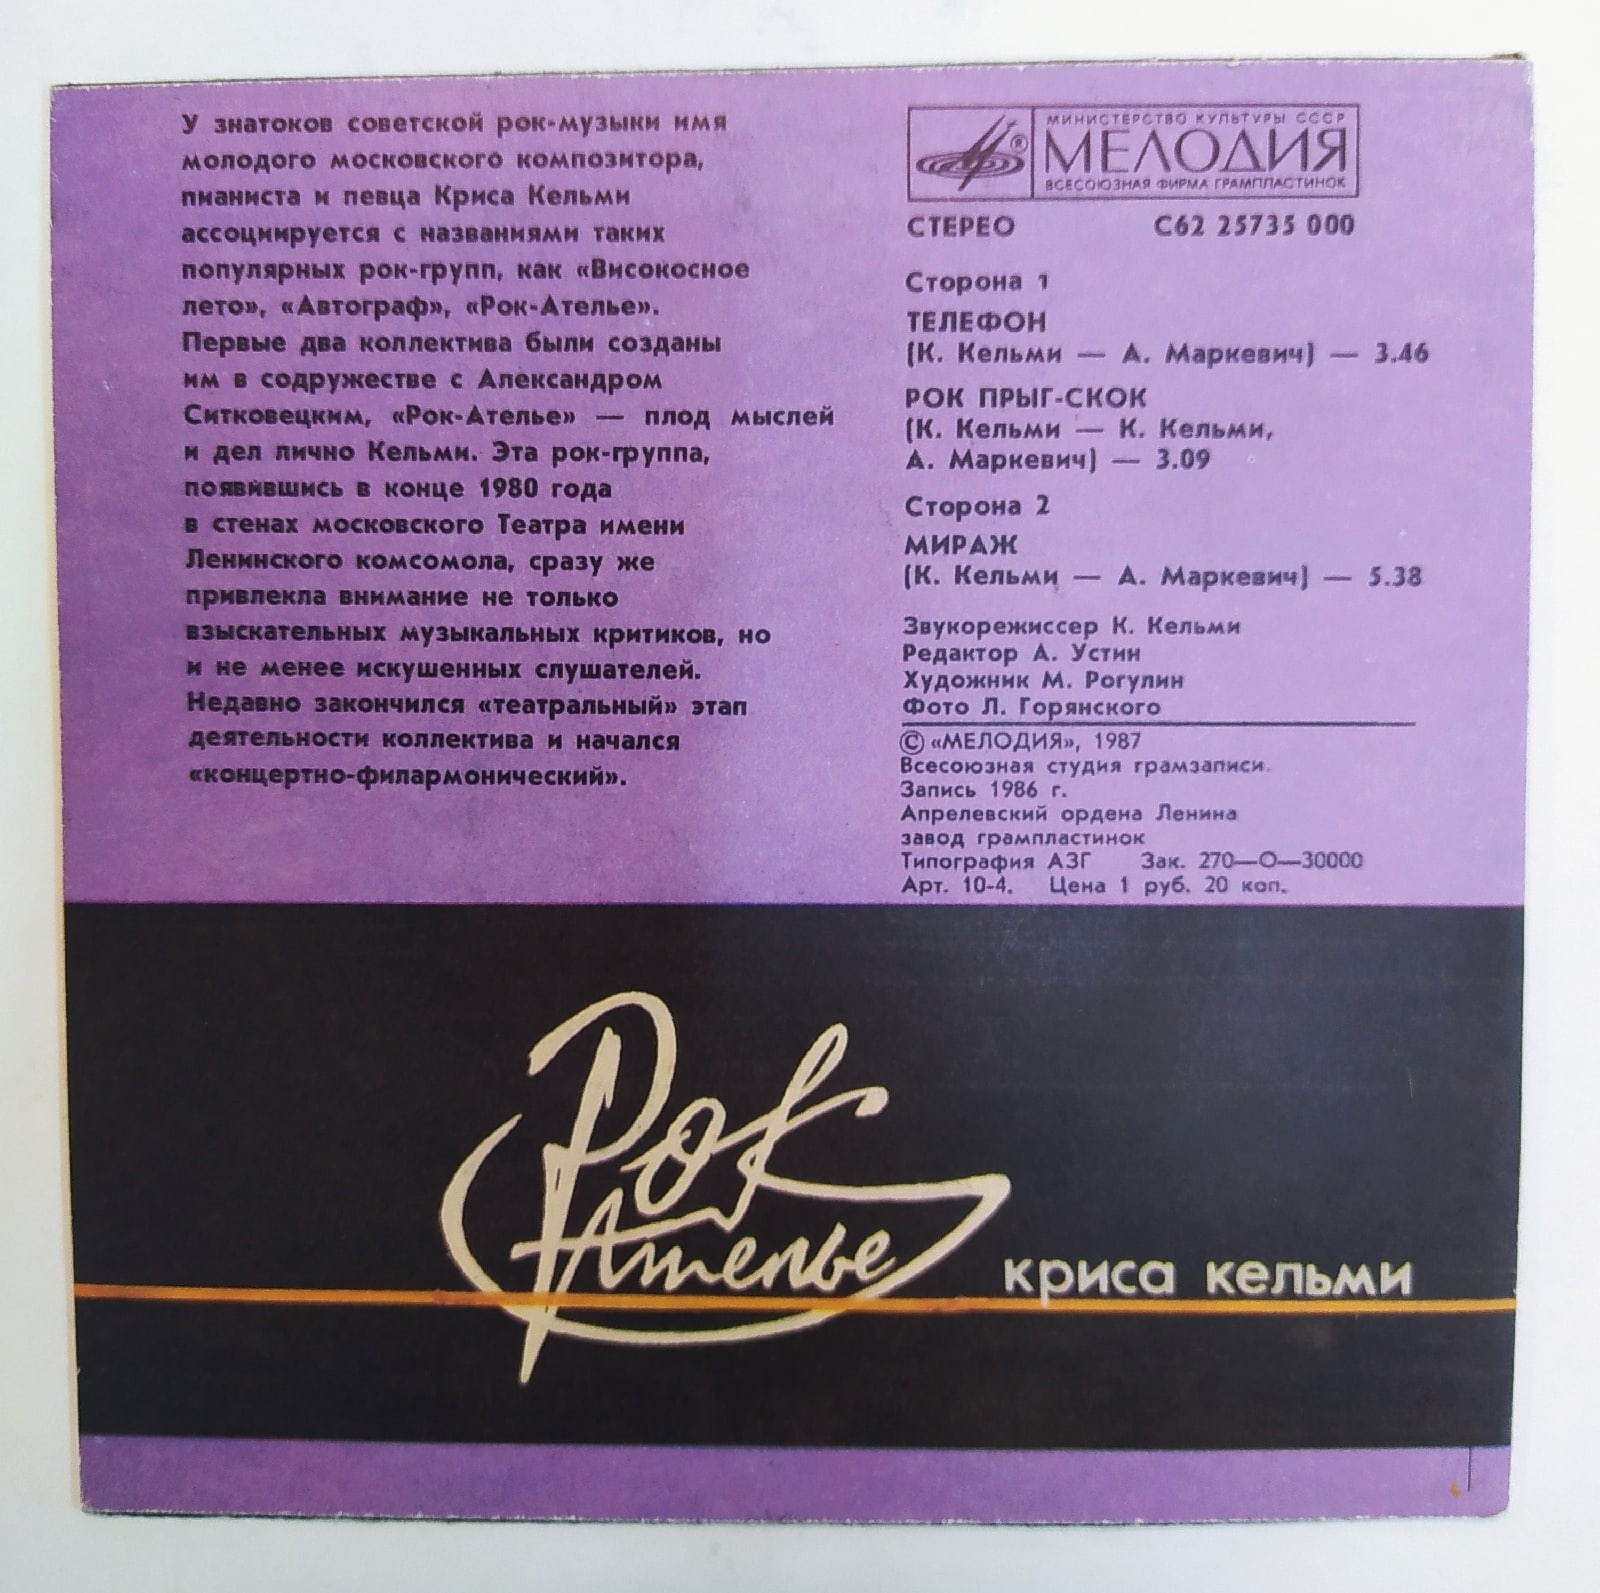 У знатоков советской рок-музыки имя
молодого московского композитора,
пианиста и певца Криса Кельми
ассоциируется с названиями таких
популярных рок-групп, как «Високосное
лето», «Автограф», «Рок-Ателье».
Первые два коллектива были созданы
им в содружестве с Александром
Ситковецким, «Рок-Ателье» — плод мыслей
и дел лично Кельми. Эта рок-группа,
появившись в конце 1980 года
в стенах московского Театра имени
Ленинского комсомола, сразу же
привлекла внимание не только
взыскательных музыкальных критиков, но
и не менее искушенных слушателей.
Недавно закончился «театральный» этап
деятельности коллектива и начался
«концертно-филармонический».
МИНИСТЕРСТВО КУЛЬТУРЫ СССР
®
МЕЛОДИЯ
ВСЕСОЮЗНАЯ ФИРМА ГРАМПЛАСТИНОК
СТЕРЕО С62 25735 000
Сторона 1
ТЕЛЕФОН
(К. Кельми — А. Маркевич) — 3.46
РОК ПРЫГ-СКОК
(К. Кельми — К. Кельми,
А. Маркевич) — 3.09
Сторона 2
МИРАЖ
(К. Кельми — А. Маркевич) — 5.38
Звукорежиссер К. Кельми
Редактор А. Устин
Художник М. Рогулин
Фото Л. Горянского
© «МЕЛОДИЯ», 1987
Всесоюзная студия грамзаписи.
Запись 1986 г.
Апрелевский ордена Ленина
завод грампластинок
Типография АЗГ Зак. 270—О—30000
Арт. 10-4. Цена 1 руб. 20 коп.
Рок
Ателье
криса кельми